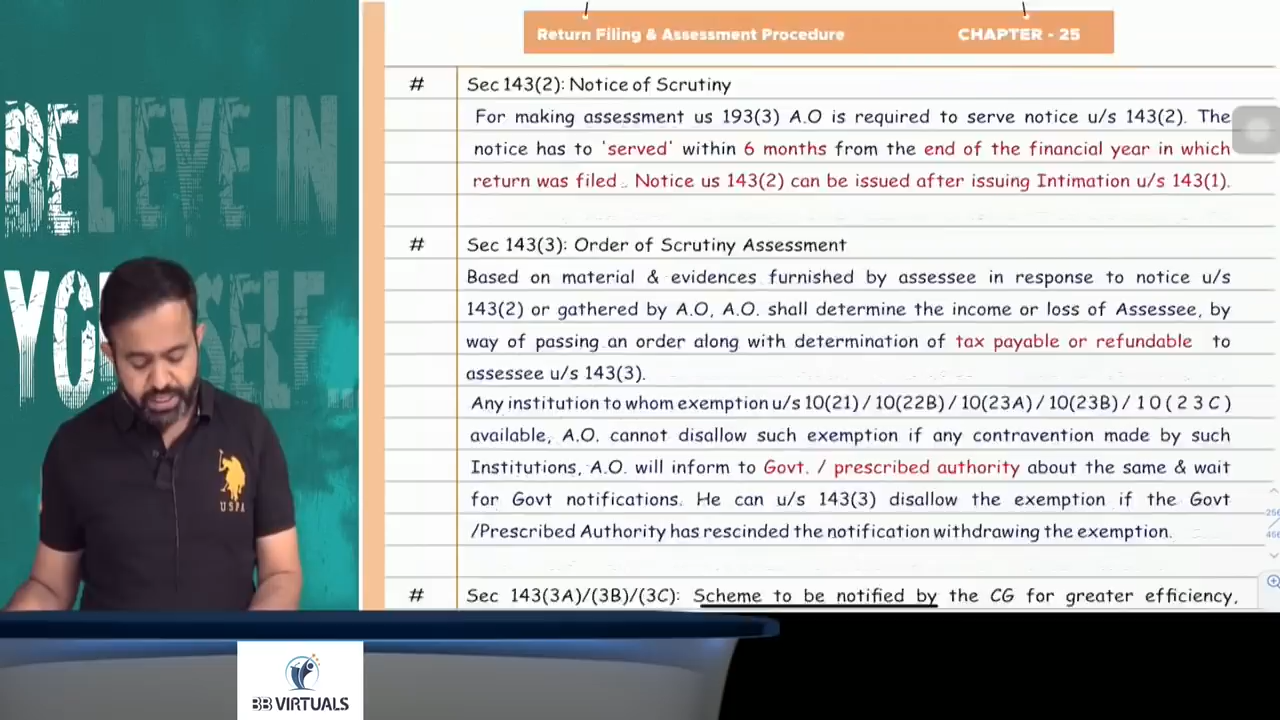 BELIEVE IN
Return Filing & Assessment Procedure CHAPTER - 25
# Sec 143(2): Notice of Scrutiny
For making assessment us 193(3) A.O is required to serve notice u/s 143(2). The
notice has to 'served' within 6 months from the end of the financial year in which
return was filed. Notice us 143(2) can be issued after issuing Intimation u/s 143(1).
# Sec 143(3): Order of Scrutiny Assessment
Based on material & evidences furnished by assessee in response to notice u/s
143(2) or gathered by A.O, A.O. shall determine the income or loss of Assessee, by
way of passing an order along with determination of tax payable or refundable to
assessee u/s 143(3).
Any institution to whom exemption u/s 10(21) / 10(22B) / 10(23A) / 10(23B) / 1 0 ( 2 3 C )
available, A.O. cannot disallow such exemption if any contravention made by such
Institutions, A.O. will inform to Govt. / prescribed authority about the same & wait
for Govt notifications. He can u/s 143(3) disallow the exemption if the Govt
/Prescribed Authority has rescinded the notification withdrawing the exemption.
# Sec 143(3A)/(3B)/(3C): Scheme to be notified by the CG for greater efficiency,
USPA
BB VIRTUALS